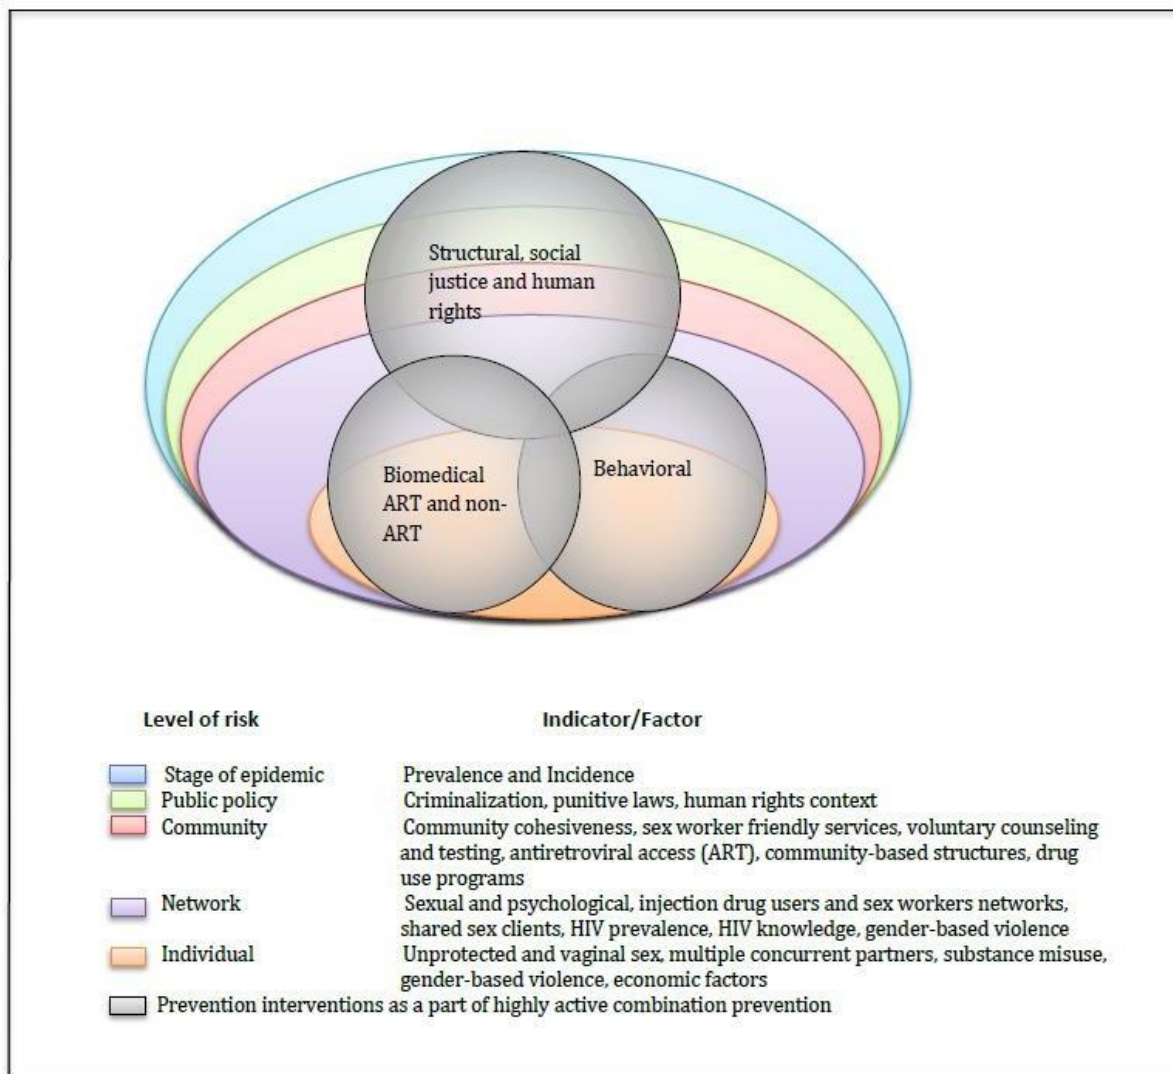 Structural, social
justice and human
rights
Biomedical
ART and non-
ART
Behavioral
Level of risk Indicator/Factor
Stage of epidemic Prevalence and Incidence
Public policy Criminalization, punitive laws, human rights context
Community Community cohesiveness, sex worker friendly services, voluntary counseling
and testing, antiretroviral access (ART), community-based structures, drug
use programs
Network Sexual and psychological, injection drug users and sex workers networks,
shared sex clients, HIV prevalence, HIV knowledge, gender-based violence
Individual Unprotected and vaginal sex, multiple concurrent partners, substance misuse,
gender-based violence, economic factors
Prevention interventions as a part of highly active combination prevention